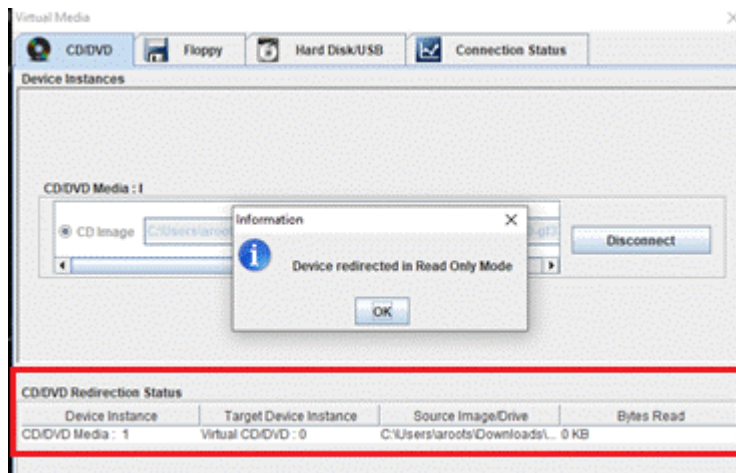 Virtual Media
CD/DVD Floppy Hard Disk/USB Connection Status
Device Instances
CD/DVD Media : I
CD Image
Disconnect
Information
Device redirected in Read Only Mode
OK
CD/DVD Redirection Status
Device Instance Target Device Instance Source Image/Drive Bytes Read
CD/DVD Media : 1 Virtual CD/DVD : 0 C:\Users\aroots\Downloads\... 0 KB